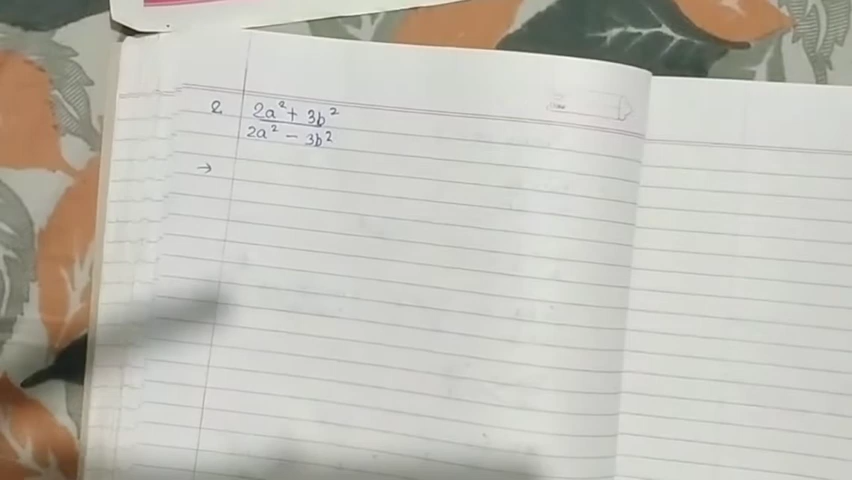 2 2a² + 3b²
2a² - 3b²
→